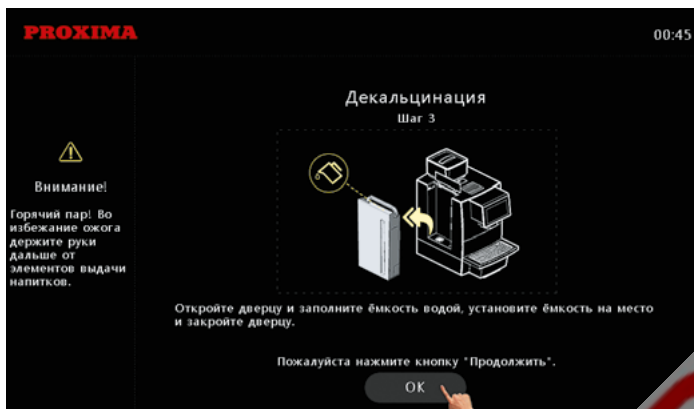 PROXIMA
00:45
Декальцинация
Шаг 3
Внимание!
Горячий пар! Во
избежание ожога
держите руки
дальше от
элементов выдачи
напитков.
Откройте дверцу и заполните ёмкость водой, установите ёмкость на место
и закройте дверцу.
Пожалуйста нажмите кнопку "Продолжить".
OK